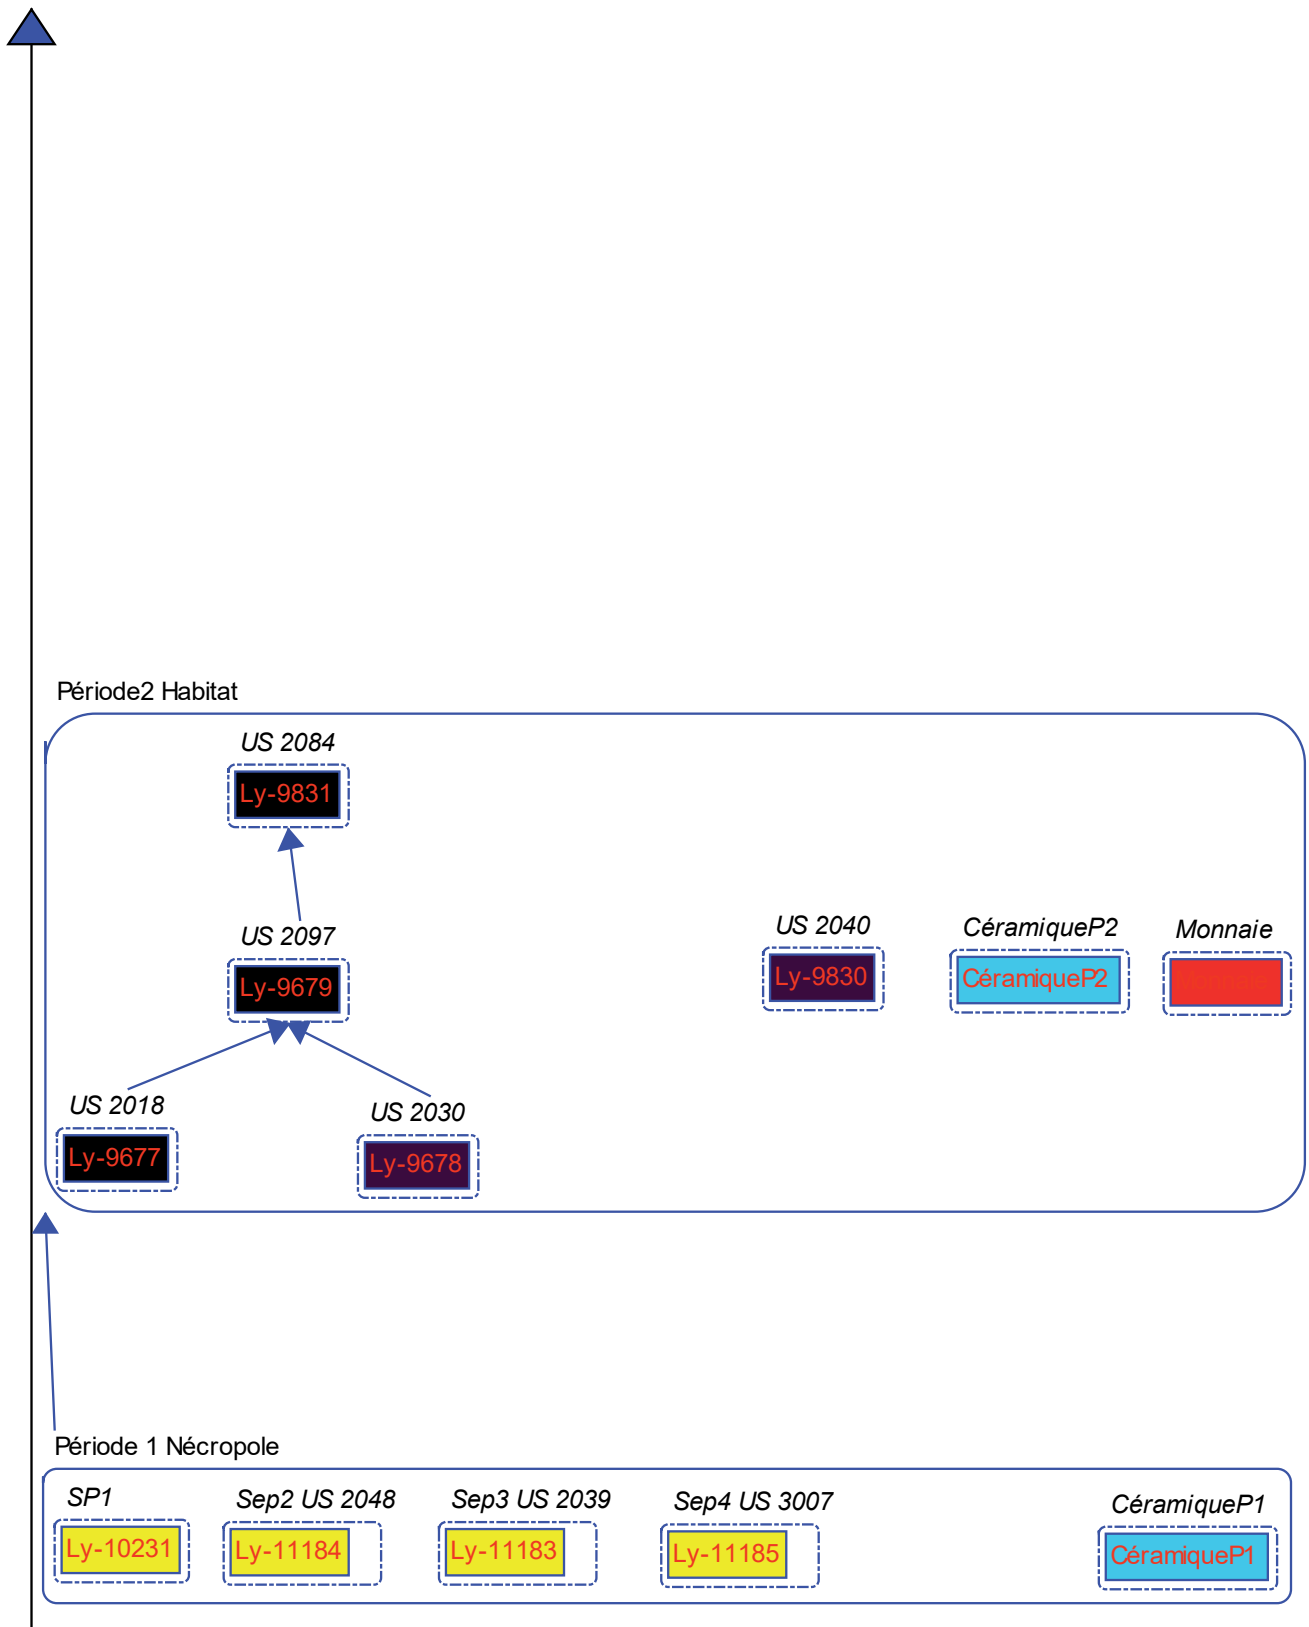 Période2 Habitat
US 2084
Ly-9831
US 2097
Ly-9679
US 2040
Ly-9830
CéramiqueP2
CéramiqueP2
Monnaie
US 2018
Ly-9677
US 2030
Ly-9678
Période 1 Nécropole
SP1
Ly-10231
Sep2 US 2048
Ly-11184
Sep3 US 2039
Ly-11183
Sep4 US 3007
Ly-11185
CéramiqueP1
CéramiqueP1